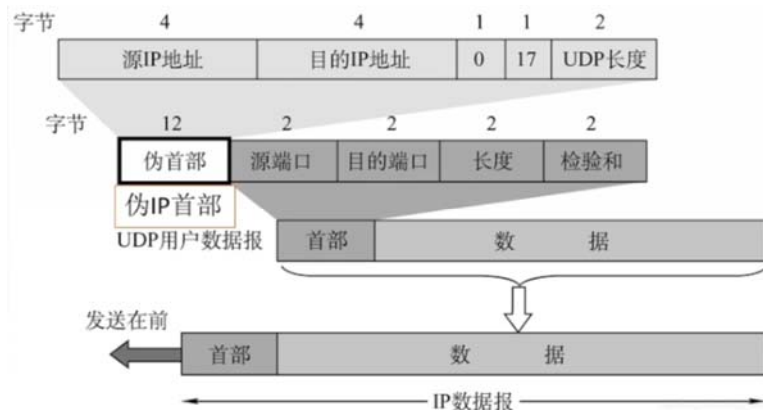 字节 4 4 1 1 2
源IP地址 目的IP地址 0 17 UDP长度
字节 12 2 2 2 2
伪首部 源端口 目的端口 长度 检验和
伪IP首部
UDP用户数据报 首部 数 据
发送在前
首部 数 据
IP数据报